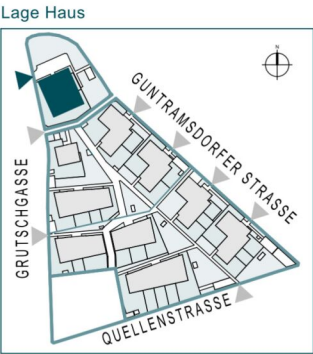 Lage Haus
N
GUNTRAMSDORFER STRASSE
GRUTSCHGASSE
QUELLENSTRASSE